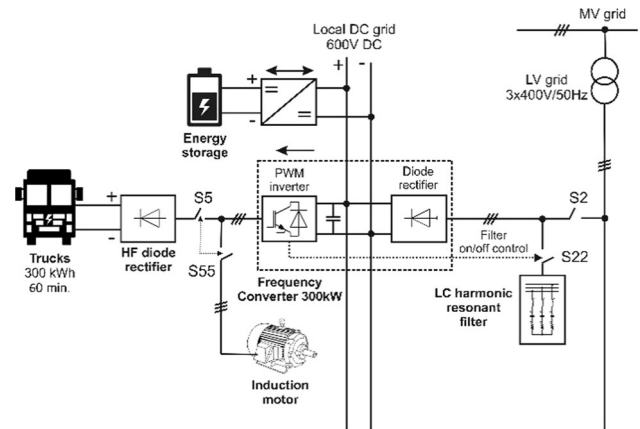 MV grid
Local DC grid
600V DC
+
-
LV grid
3x400V/50Hz
+
-
Energy
storage
PWM
inverter
Diode
rectifier
S5
S2
+
-
HF diode
rectifier
Filter
on/off control
S55
S22
Trucks
300 kWh
60 min.
Frequency
Converter 300kW
LC harmonic
resonant
filter
Induction
motor